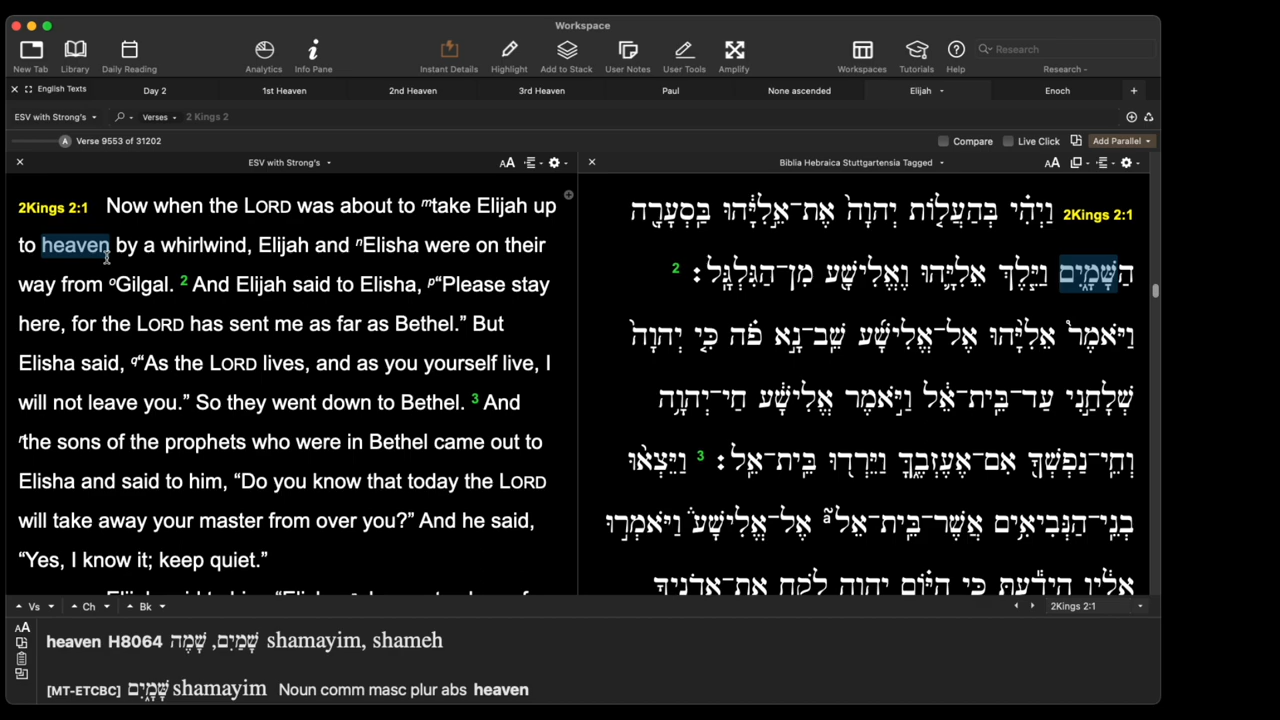 Workspace
New Tab Library Daily Reading Analytics Info Pane Instant Details Highlight Add to Stack User Notes User Tools Amplify Workspaces Tutorials Help Research
Research
English Texts Day 2 1st Heaven 2nd Heaven 3rd Heaven Paul None ascended Elijah Enoch
ESV with Strong's Verses 2 Kings 2
A Verse 9553 of 31202 Compare Live Click Add Parallel
ESV with Strong's AA
Biblia Hebraica Stuttgartensia Tagged AA
2Kings 2:1 Now when the LORD was about to m take Elijah up
to heaven by a whirlwind, Elijah and n Elisha were on their
way from o Gilgal. 2 And Elijah said to Elisha, p “Please stay
here, for the LORD has sent me as far as Bethel.” But
Elisha said, q “As the LORD lives, and as you yourself live, I
will not leave you.” So they went down to Bethel. 3 And
r the sons of the prophets who were in Bethel came out to
Elisha and said to him, “Do you know that today the LORD
will take away your master from over you?” And he said,
“Yes, I know it; keep quiet.”
2Kings 2:1 וַיְהִ֗י בְּהַעֲל֤וֹת יְהוָה֙ אֶת־אֵ֣לִיָּ֔הוּ בַּֽסְעָרָ֖ה
הַשָּׁמָ֑יִם וַיֵּ֧לֶךְ אֵלִיָּ֛הוּ וֶאֱלִישָׁ֖ע מִן־הַגִּלְגָּֽל׃ 2
וַיֹּאמֶר֩ אֵלִיָּ֨הוּ אֶל־אֱלִישָׁ֜ע שֵֽׁב־נָ֣א פֹ֗ה כִּ֤י יְהוָה֙
שְׁלָחַ֣נִי עַד־בֵּֽית־אֵ֔ל וַיֹּ֣אמֶר אֱלִישָׁ֔ע חַי־יְהוָ֥ה
וְחֵֽי־נַפְשְׁךָ֖ אִם־אֶעֶזְבֶ֑ךָּ וַיֵּרְד֖וּ בֵּֽית־אֵֽל׃ 3 וַיֵּצְא֨וּ
בְנֵֽי־הַנְּבִיאִ֥ים אֲשֶׁר־בֵּֽית־אֵל֮ a אֶל־אֱלִישָׁע֒ וַיֹּאמְר֣וּ
אֵלָ֔יו הֲיָדַ֕עְתָּ כִּ֣י הַיּ֗וֹם יְהוָ֛ה לֹקֵ֥חַ אֶת־אֲדֹנֶ֖יךָ
Vs Ch Bk 2Kings 2:1
AA heaven H8064 שָׁמַיִם, שָׁמֶה shamayim, shameh
[MT-ETCBC] שָּׁמָ֑יִם shamayim Noun comm masc plur abs heaven